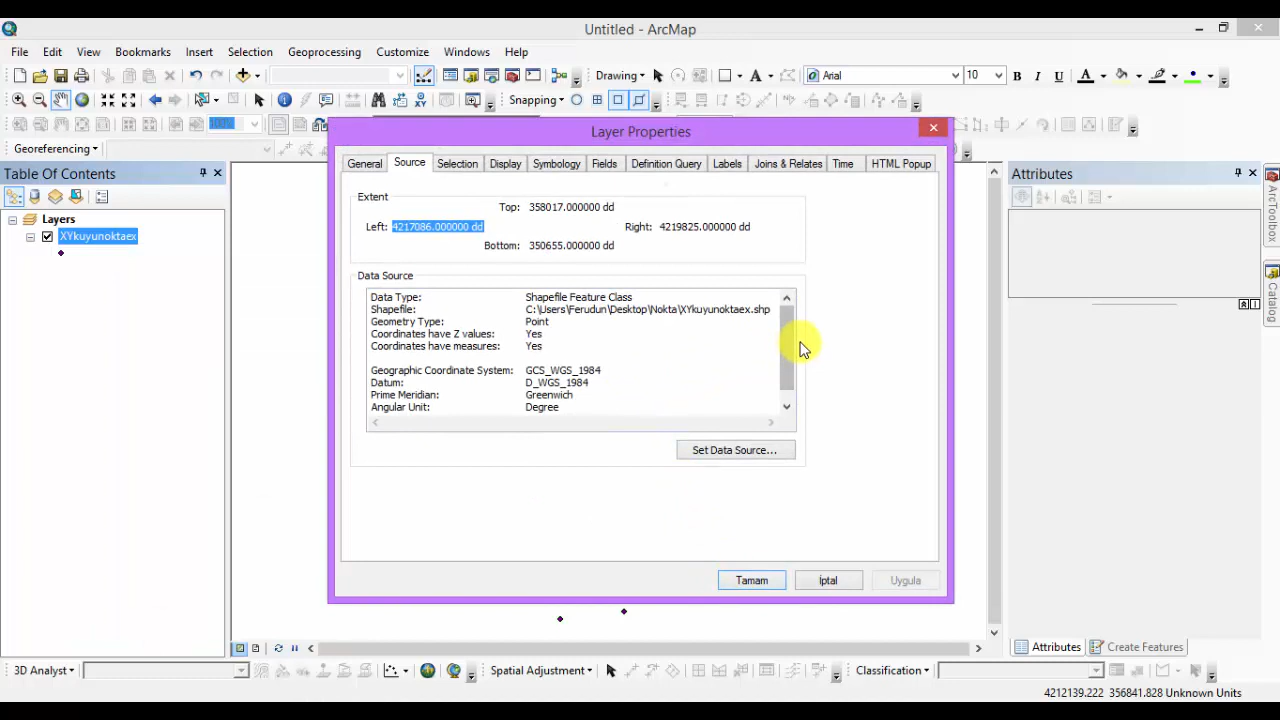 Untitled - ArcMap
File Edit View Bookmarks Insert Selection Geoprocessing Customize Windows Help
Drawing Arial 10 B I U A
Snapping
100%
Georeferencing
Table Of Contents
Layers
XYkuyunoktaex
Layer Properties
General Source Selection Display Symbology Fields Definition Query Labels Joins & Relates Time HTML Popup
Extent
Top: 358017.000000 dd
Left: 4217086.000000 dd Right: 4219825.000000 dd
Bottom: 350655.000000 dd
Data Source
Data Type: Shapefile Feature Class
Shapefile: C:\Users\Ferudun\Desktop\Nokta\XYkuyunoktaex.shp
Geometry Type: Point
Coordinates have Z values: Yes
Coordinates have measures: Yes
Geographic Coordinate System: GCS_WGS_1984
Datum: D_WGS_1984
Prime Meridian: Greenwich
Angular Unit: Degree
Set Data Source...
Tamam İptal Uygula
Attributes
ArcToolbox
Catalog
Attributes Create Features
3D Analyst Spatial Adjustment Classification
4212139.222 356841.828 Unknown Units